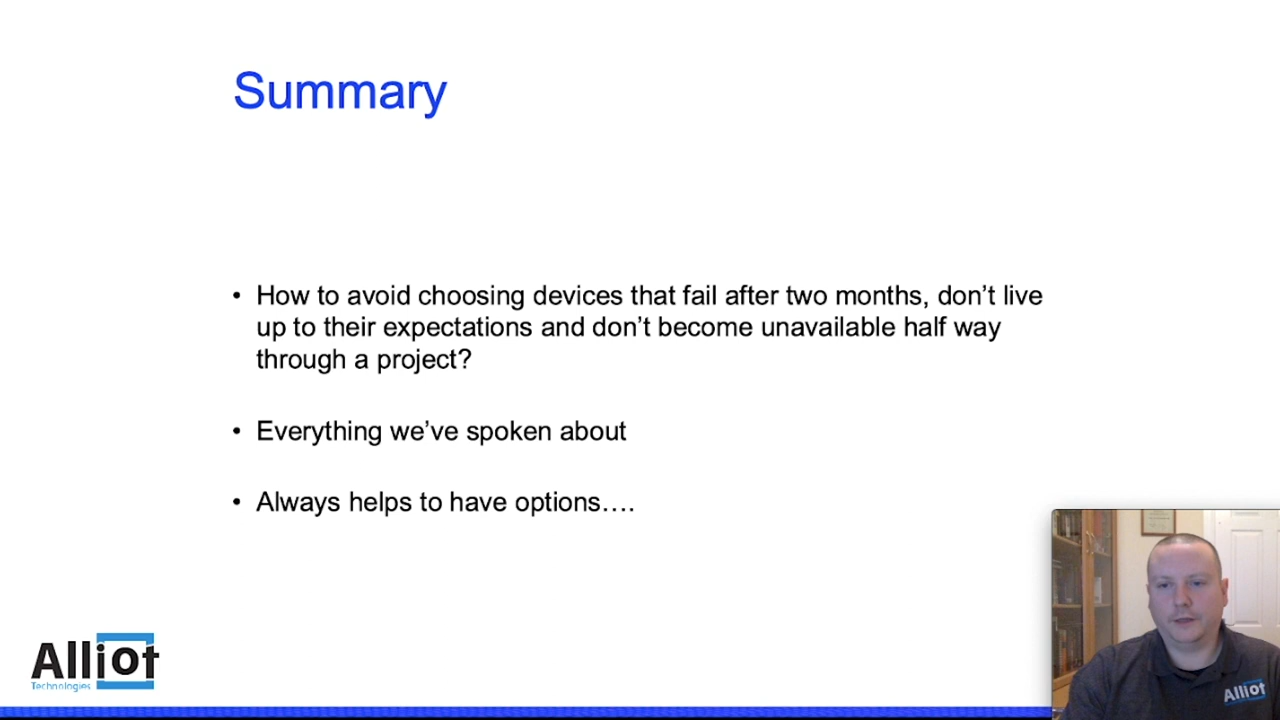 Summary
• How to avoid choosing devices that fail after two months, don’t live
up to their expectations and don’t become unavailable half way
through a project?
• Everything we’ve spoken about
• Always helps to have options….
Alliot
Technologies
Alliot